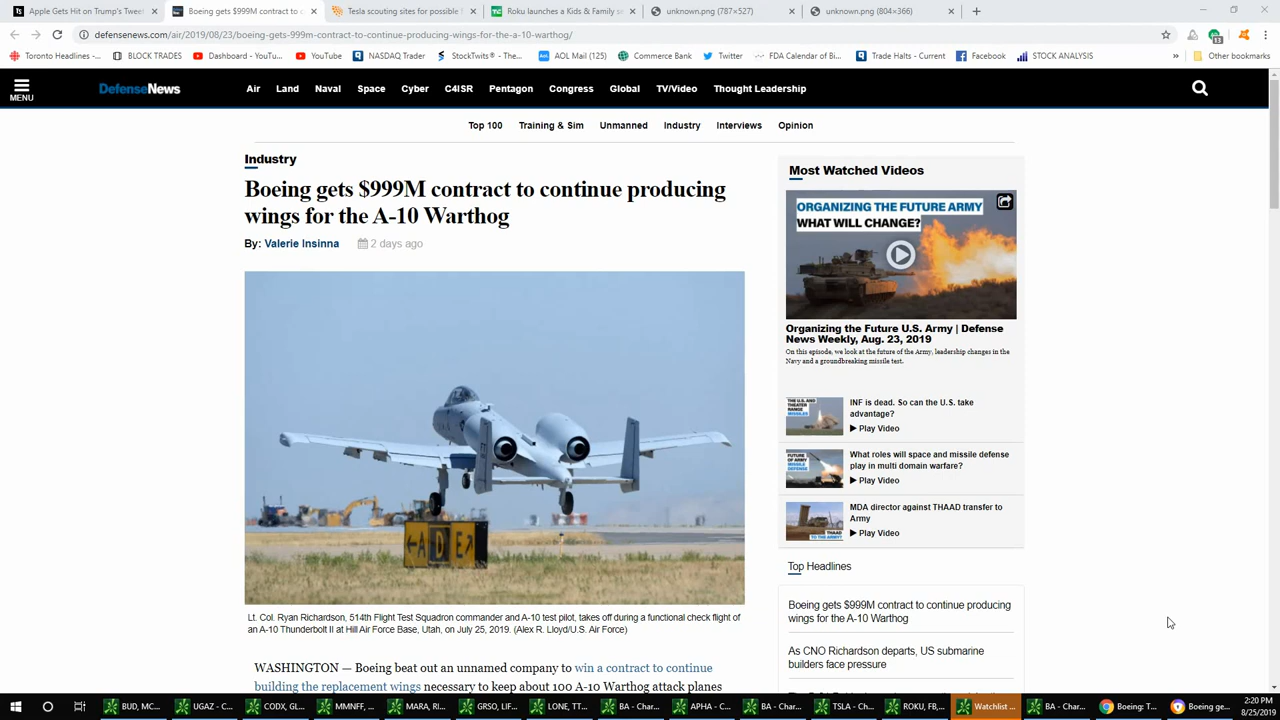 Apple Gets Hit on Trump's Tweet
Boeing gets $999M contract to c
Tesla scouting sites for possible
Roku launches a Kids & Family s
unknown.png (787×527)
unknown.png (804×366)
defensenews.com/air/2019/08/23/boeing-gets-999m-contract-to-continue-producing-wings-for-the-a-10-warthog/
Toronto Headlines -...
BLOCK TRADES
Dashboard - YouTu...
YouTube
NASDAQ Trader
StockTwits® - The...
AOL Mail (125)
Commerce Bank
Twitter
FDA Calendar of
Trade Halts - Current
Facebook
STOCK ANALYSIS
»
Other bookmarks
MENU
DefenseNews
Air Land Naval Space Cyber C4ISR Pentagon Congress Global TV/Video Thought Leadership
Top 100 Training & Sim Unmanned Industry Interviews Opinion
Industry
Boeing gets $999M contract to continue producing
wings for the A-10 Warthog
By: Valerie Insinna 2 days ago
ADE
Lt. Col. Ryan Richardson, 514th Flight Test Squadron commander and A-10 test pilot, takes off during a functional check flight of
an A-10 Thunderbolt II at Hill Air Force Base, Utah, on July 25, 2019. (Alex R. Lloyd/U.S. Air Force)
WASHINGTON — Boeing beat out an unnamed company to win a contract to continue
building the replacement wings necessary to keep about 100 A-10 Warthog attack planes
Most Watched Videos
ORGANIZING THE FUTURE ARMY
WHAT WILL CHANGE?
Organizing the Future U.S. Army | Defense
News Weekly, Aug. 23, 2019
On this episode, we look at the future of the Army, leadership changes in the
Navy and a groundbreaking missile test.
INF is dead. So can the U.S. take
advantage?
Play Video
What roles will space and missile defense
play in multi domain warfare?
Play Video
MDA director against THAAD transfer to
Army
Play Video
Top Headlines
Boeing gets $999M contract to continue producing
wings for the A-10 Warthog
As CNO Richardson departs, US submarine
builders face pressure
BUD, MC...
UGAZ - C...
CODX, GL...
MMNFF, ...
MARA, RI...
GRSO, LIF...
LONE, TT...
BA - Char...
APHA - C...
BA - Char...
TSLA - Ch...
ROKU, FB,...
Watchlist ...
BA - Char...
Boeing: T...
Boeing ge...
2:20 PM
8/25/2019